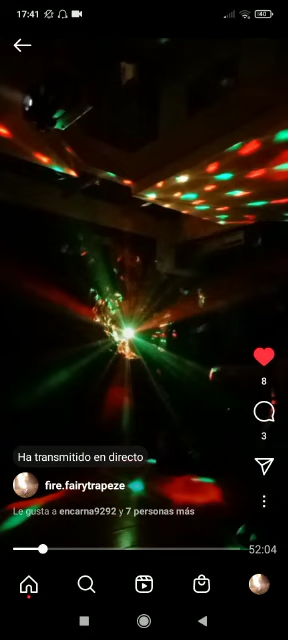 17:41
40
8
3
Ha transmitido en directo
fire.fairytrapeze
Le gusta a encarna9292 y 7 personas más
52:04